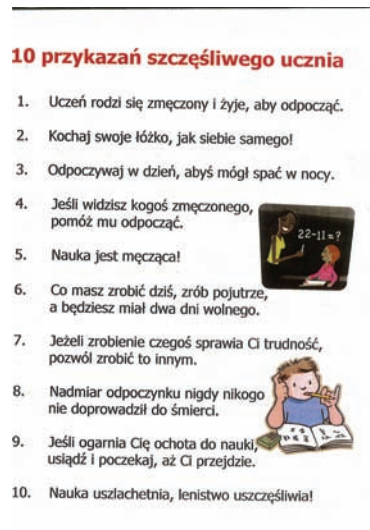 10 przykazań szczęśliwego ucznia
1. Uczeń rodzi się zmęczony i żyje, aby odpocząć.
2. Kochaj swoje łóżko, jak siebie samego!
3. Odpoczywaj w dzień, abyś mógł spać w nocy.
4. Jeśli widzisz kogoś zmęczonego,
pomóż mu odpocząć.
22-11=?
5. Nauka jest męcząca!
6. Co masz zrobić dziś, zrób pojutrze,
a będziesz miał dwa dni wolnego.
7. Jeżeli zrobienie czegoś sprawia Ci trudność,
pozwól zrobić to innym.
8. Nadmiar odpoczynku nigdy nikogo
nie doprowadził do śmierci.
9. Jeśli ogarnia Cię ochota do nauki,
usiądź i poczekaj, aż Ci przejdzie.
10. Nauka uszlachetnia, lenistwo uszczęśliwia!